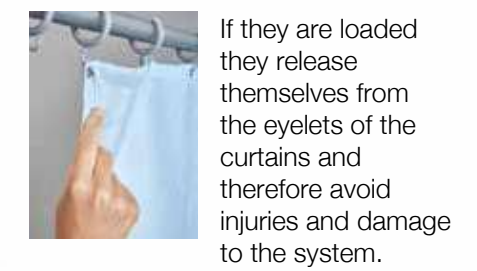 If they are loaded
they release
themselves from
the eyelets of the
curtains and
therefore avoid
injuries and damage
to the system.